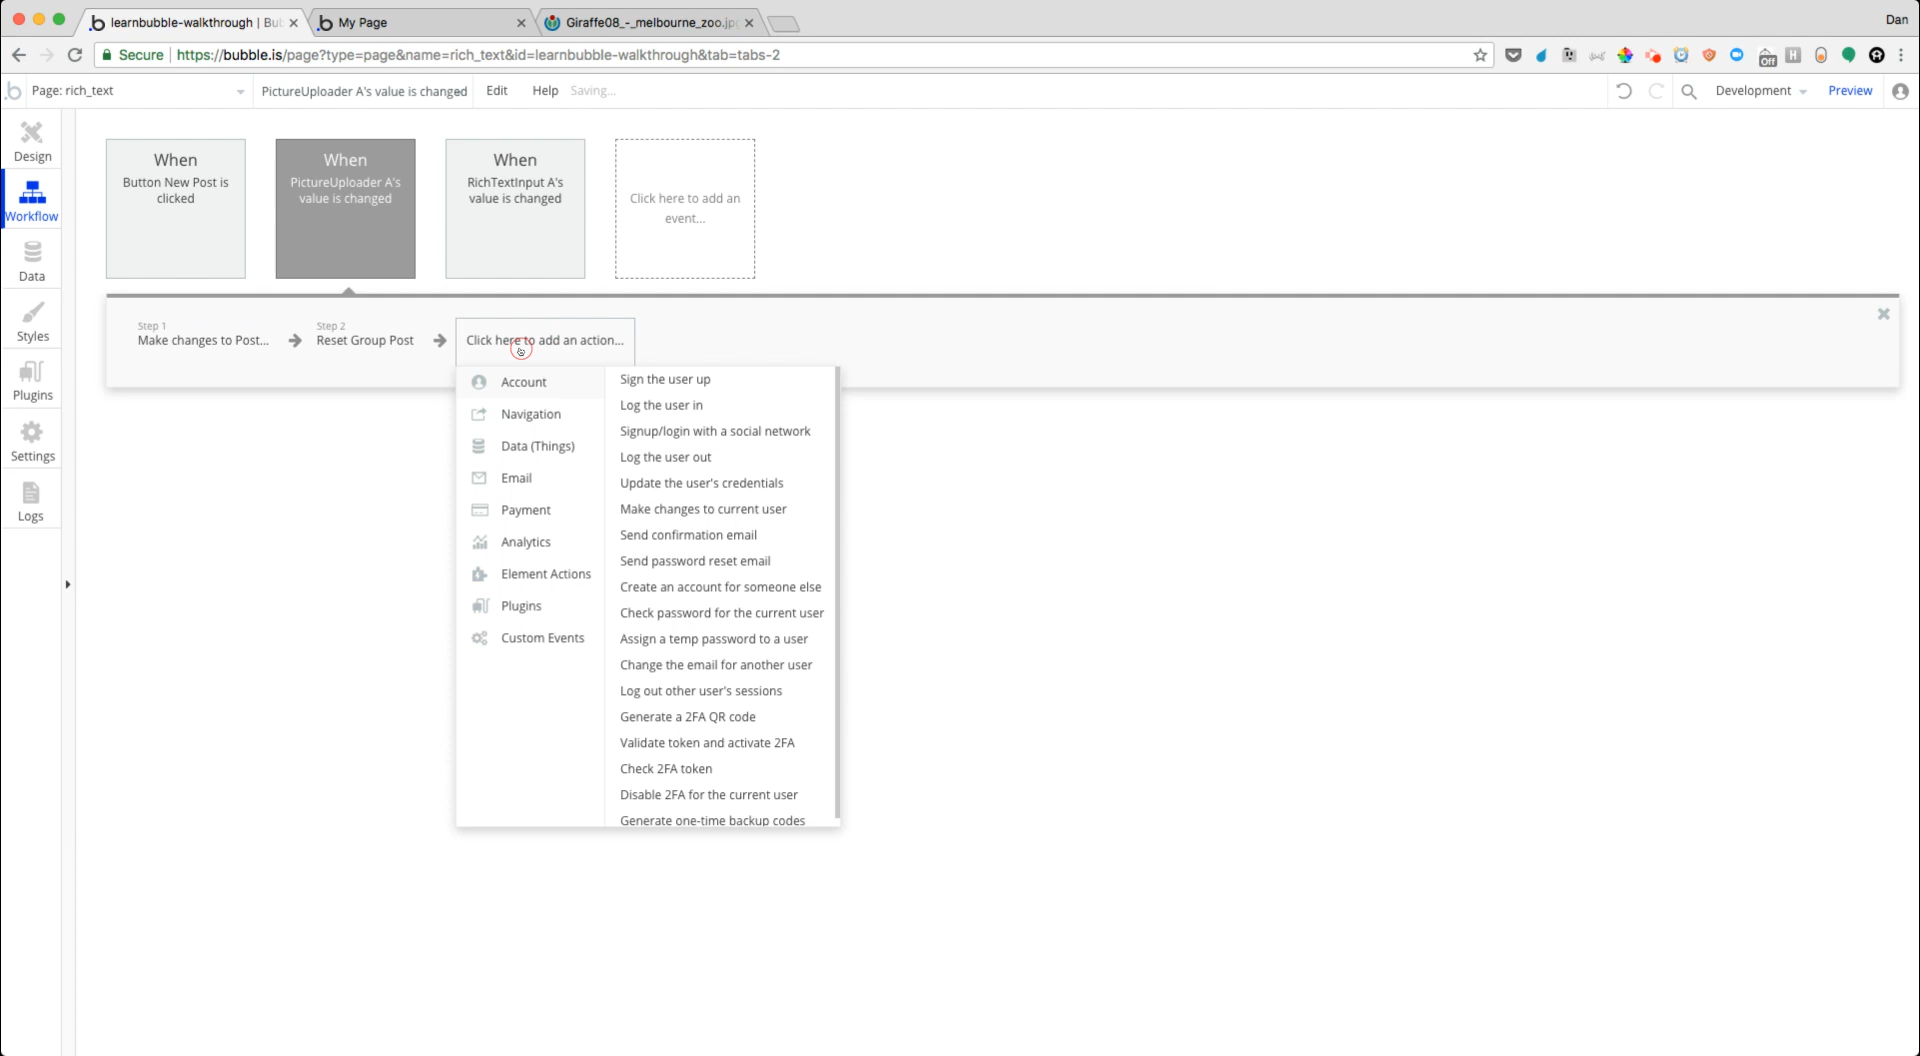 learnbubble-walkthrough | Bub
My Page
Giraffe08_-_melbourne_zoo.jp
Dan
Secure
https://bubble.is/page?type=page&name=rich_text&id=learnbubble-walkthrough&tab=tabs-2
Off
H
Page: rich_text
PictureUploader A's value is changed
Edit
Help
Saving...
Development
Preview
Design
Workflow
Data
Styles
Plugins
Settings
Logs
When
Button New Post is
clicked
When
PictureUploader A's
value is changed
When
RichTextInput A's
value is changed
Click here to add an
event...
Step 1
Make changes to Post...
Step 2
Reset Group Post
Click here to add an action...
Account
Navigation
Data (Things)
Email
Payment
Analytics
Element Actions
Plugins
Custom Events
Sign the user up
Log the user in
Signup/login with a social network
Log the user out
Update the user's credentials
Make changes to current user
Send confirmation email
Send password reset email
Create an account for someone else
Check password for the current user
Assign a temp password to a user
Change the email for another user
Log out other user's sessions
Generate a 2FA QR code
Validate token and activate 2FA
Check 2FA token
Disable 2FA for the current user
Generate one-time backup codes